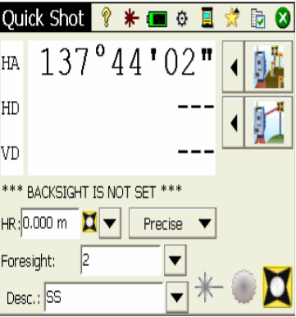 Quick Shot
HA 137°44'02"
HD ---
VD ---
*** BACKSIGHT IS NOT SET ***
HR: 0.000 m Precise
Foresight: 2
Desc.: SS